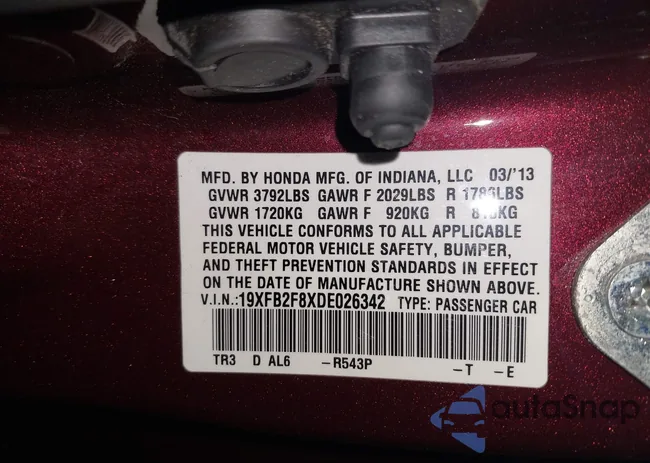 MFD. BY HONDA MFG. OF INDIANA, LLC 03/'13
GVWR 3792LBS GAWR F 2029LBS R
GVWR 1720KG GAWR F 920KG R
THIS VEHICLE CONFORMS TO ALL APPLICABLE
FEDERAL MOTOR VEHICLE SAFETY, BUMPER,
AND THEFT PREVENTION STANDARDS IN EFFECT
ON THE DATE OF MANUFACTURE SHOWN ABOVE.
V.I.N.:19XFB2F8XDE026342 TYPE: PASSENGER CAR
TR3 D AL6 –R543P –T –E
autaSnap